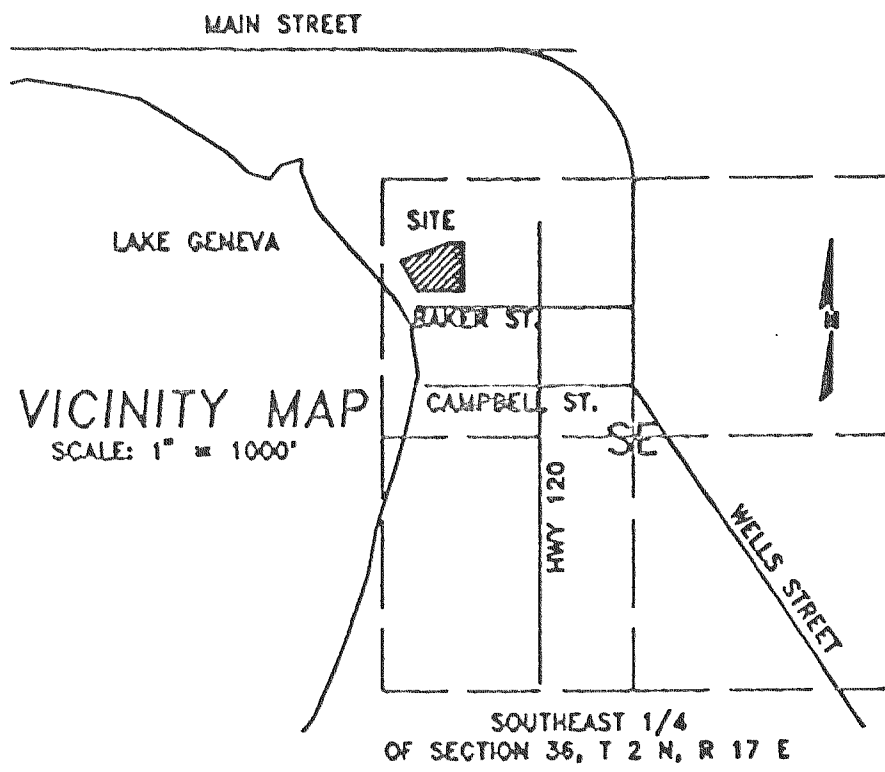 MAIN STREET
SITE
LAKE GENEVA
N
BAKER ST.
VICINITY MAP
CAMPBELL ST.
SCALE: 1" = 1000'
SE
HWY 120
WELLS STREET
SOUTHEAST 1/4
OF SECTION 36, T 2 N, R 17 E